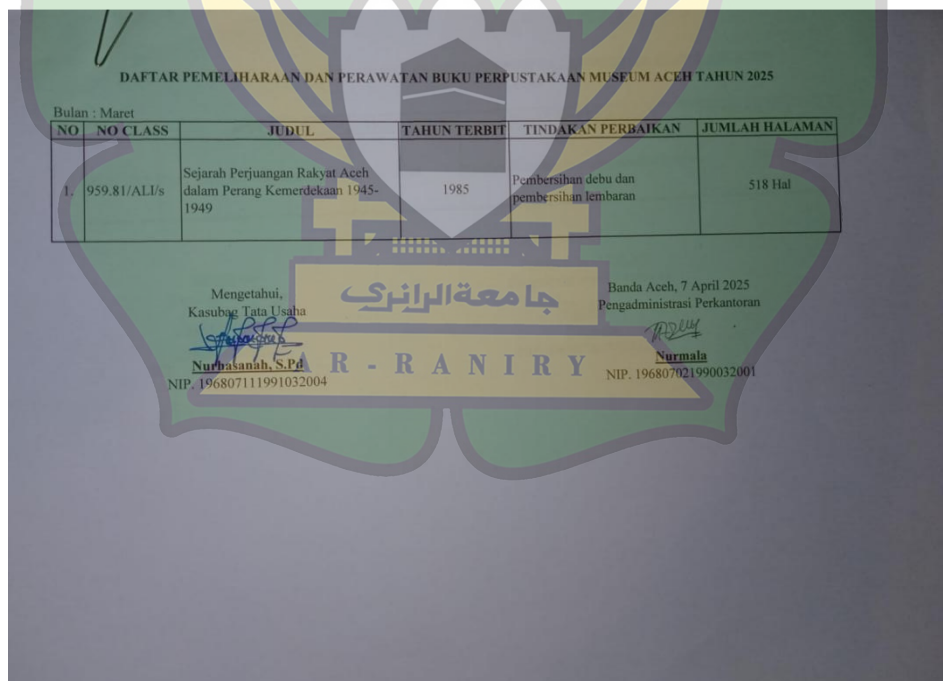 DAFTAR PEMELIHARAAN DAN PERAWATAN BUKU PERPUSTAKAAN MUSEUM ACEH TAHUN 2025
Bulan : Maret
NO NO CLASS JUDUL TAHUN TERBIT TINDAKAN PERBAIKAN JUMLAH HALAMAN
1. 959.81/ALI/s Sejarah Perjuangan Rakyat Aceh dalam Perang Kemerdekaan 1945-1949 1985 Pembersihan debu dan pembersihan lembaran 518 Hal
Mengetahui,
Kasubag Tata Usaha
Nurhasanah, S.Pd
NIP. 196807111991032004
Banda Aceh, 7 April 2025
Pengadministrasi Perkantoran
Nurmala
NIP. 196807021990032001
جامعة الرانري
AR - RANIRY